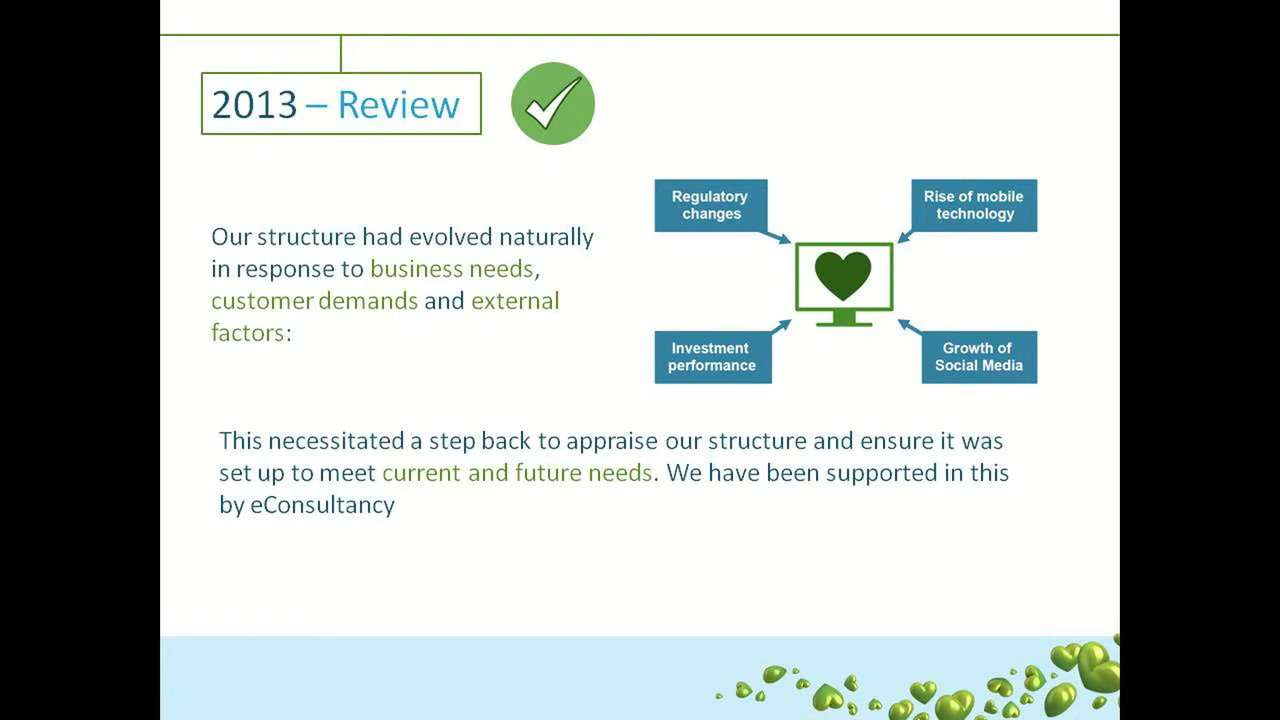 2013 – Review
Our structure had evolved naturally
in response to business needs,
customer demands and external
factors:
Regulatory
changes
Rise of mobile
technology
Investment
performance
Growth of
Social Media
This necessitated a step back to appraise our structure and ensure it was
set up to meet current and future needs. We have been supported in this
by eConsultancy